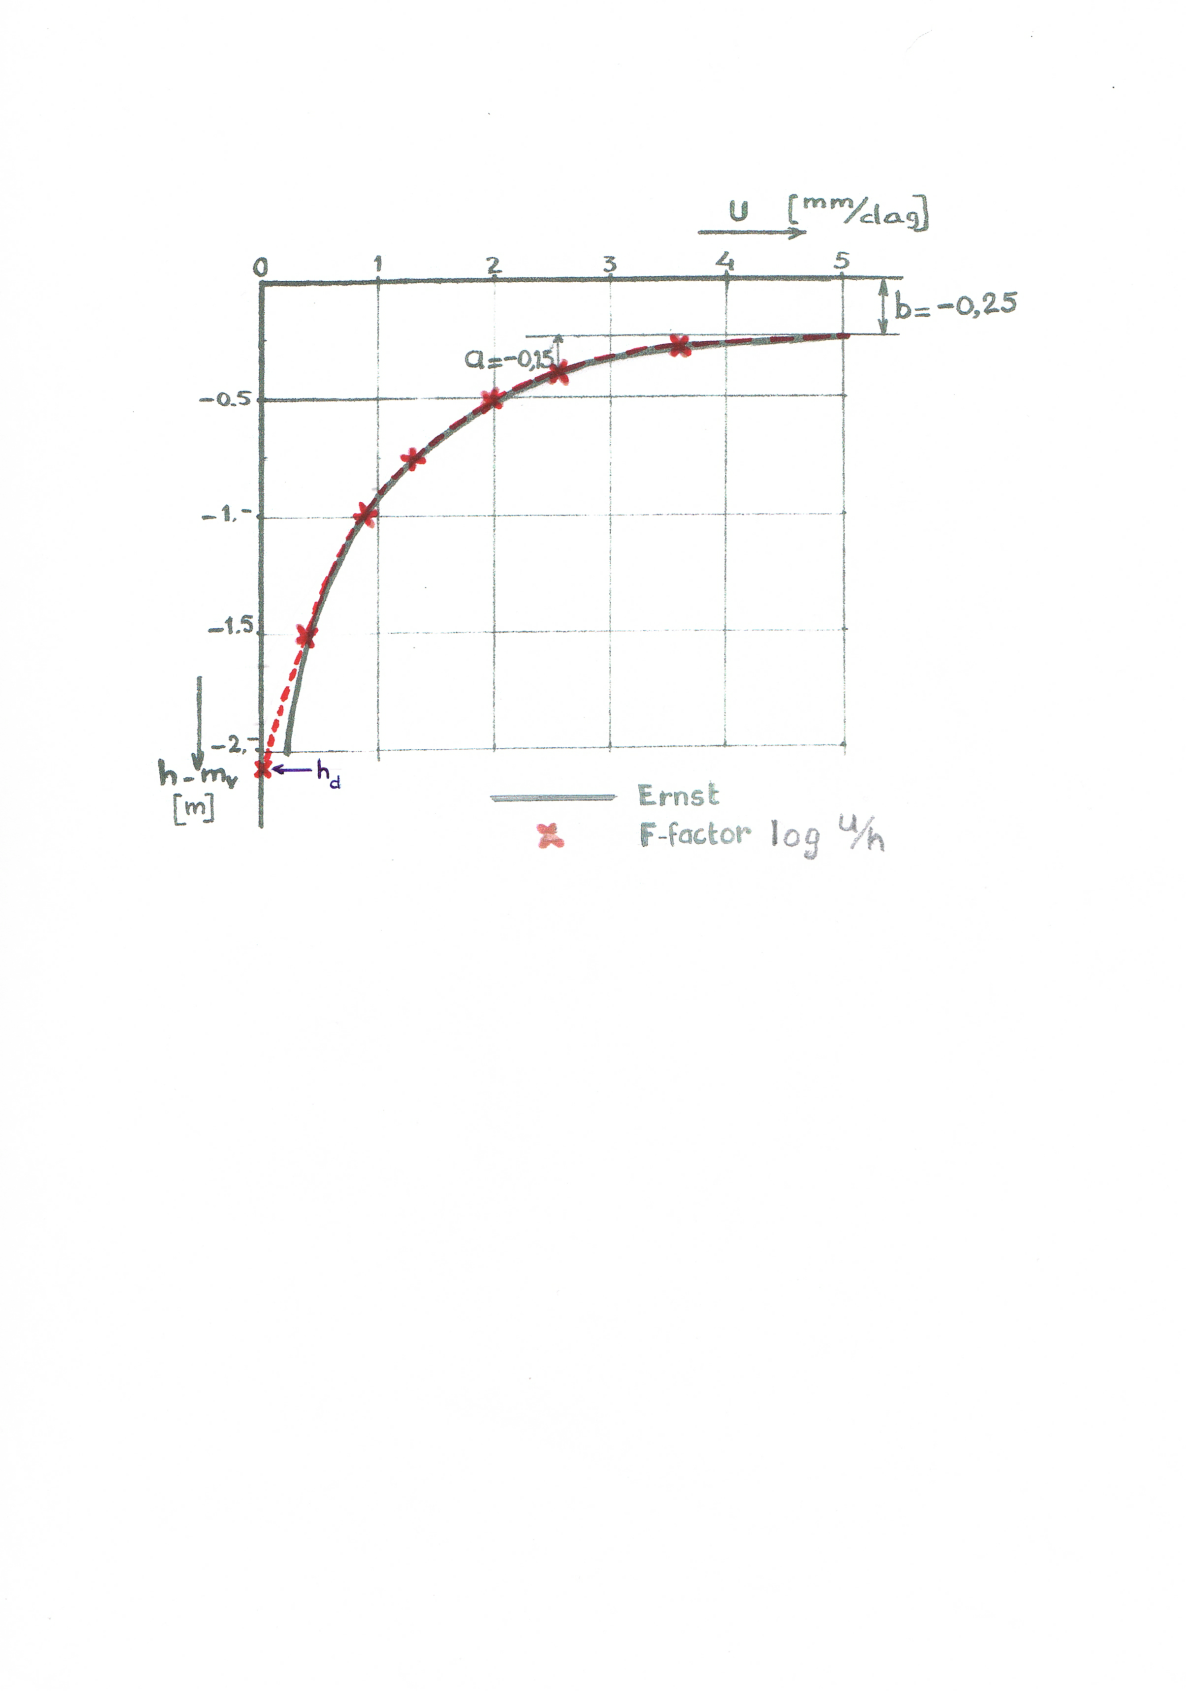 U [mm/dag]
0 1 2 3 4 5
b=-0,25
a=-0,15
-0.5
-1.-
-1.5
-2.-
h-mv
[m]
hd
Ernst
F-factor log u/h